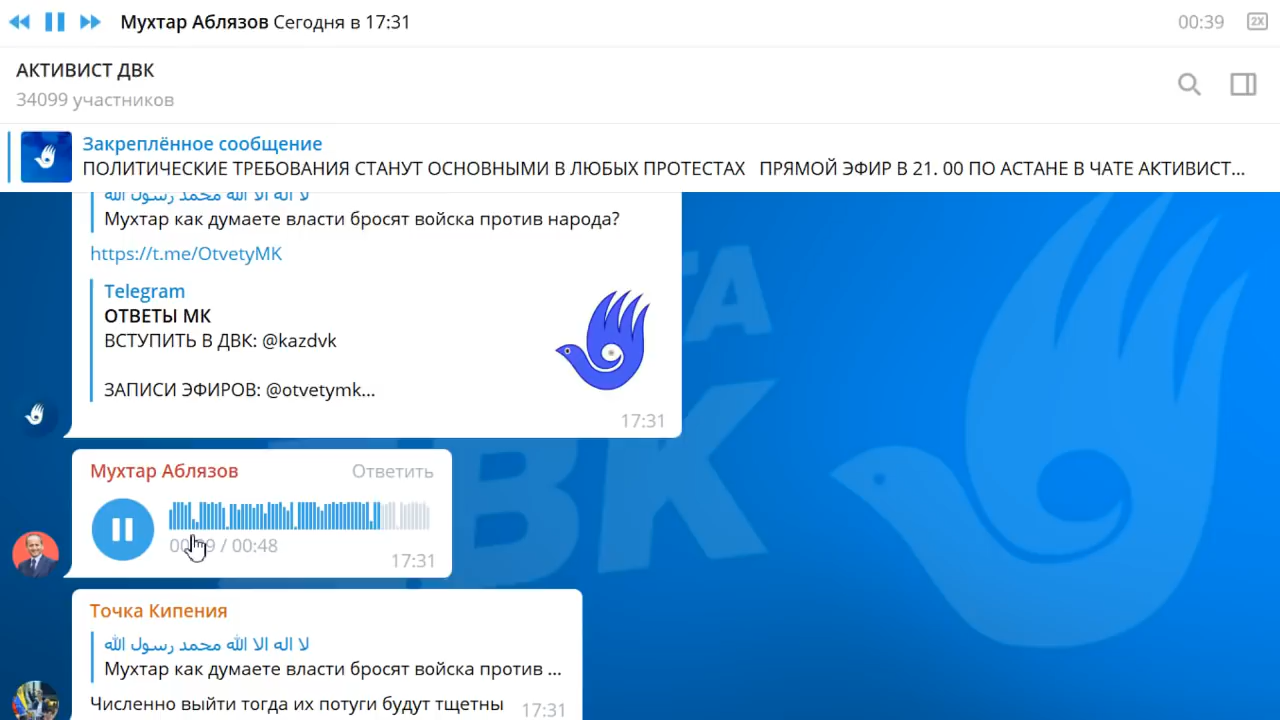 Мухтар Аблязов Сегодня в 17:31
00:39
2X
АКТИВИСТ ДВК
34099 участников
Закреплённое сообщение
ПОЛИТИЧЕСКИЕ ТРЕБОВАНИЯ СТАНУТ ОСНОВНЫМИ В ЛЮБЫХ ПРОТЕСТАХ ПРЯМОЙ ЭФИР В 21. 00 ПО АСТАНЕ В ЧАТЕ АКТИВИСТ...
لا اله الا الله محمد رسول الله
Мухтар как думаете власти бросят войска против народа?
https://t.me/OtvetyMK
Telegram
ОТВЕТЫ МК
ВСТУПИТЬ В ДВК: @kazdvk
ЗАПИСИ ЭФИРОВ: @otvetymk...
17:31
Мухтар Аблязов
Ответить
/ 00:48
17:31
Точка Кипения
لا اله الا الله محمد رسول الله
Мухтар как думаете власти бросят войска против ...
Численно выйти тогда их потуги будут тщетны
17:31
ДВК